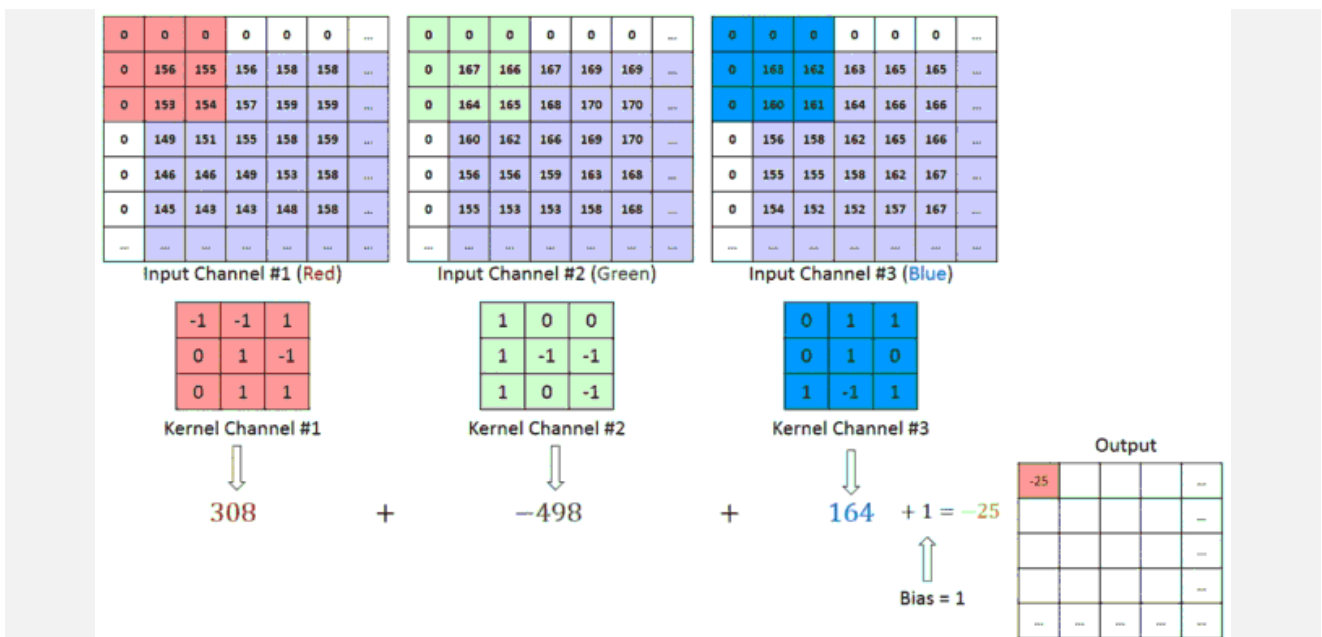 0 0 0 0 0 0 ... 0 0 0 0 0 0 ... 0 0 0 0 0 0 ...
0 156 155 156 158 158 ... 0 167 166 167 169 169 ... 0 163 162 163 165 165 ...
0 153 154 157 159 159 ... 0 164 165 168 170 170 ... 0 160 161 164 166 166 ...
0 149 151 155 158 159 ... 0 160 162 166 169 170 ... 0 156 158 162 165 166 ...
0 146 146 149 153 158 ... 0 156 156 159 163 168 ... 0 155 155 158 162 167 ...
0 145 143 143 148 158 ... 0 155 153 153 158 168 ... 0 154 152 152 157 167 ...
... ... ... ... ... ... ... ... ... ... ... ... ... ... ... ... ... ... ... ... ...
Input Channel #1 (Red) Input Channel #2 (Green) Input Channel #3 (Blue)
-1 -1 1 1 0 0 0 1 1
0 1 -1 1 -1 -1 0 1 0
0 1 1 1 0 -1 1 -1 1
Kernel Channel #1 Kernel Channel #2 Kernel Channel #3
308 + −498 + 164 + 1 = −25
Bias = 1
Output
-25 ...
...
...
...
... ... ... ... ...